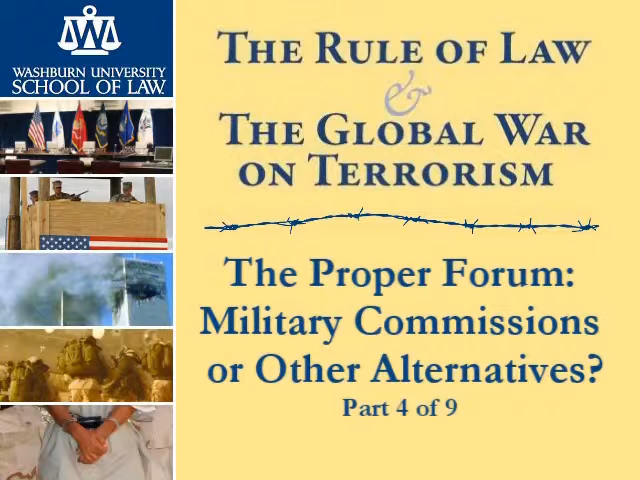 WASHBURN UNIVERSITY
SCHOOL OF LAW
THE RULE OF LAW
&
THE GLOBAL WAR
ON TERRORISM
The Proper Forum:
Military Commissions
or Other Alternatives?
Part 4 of 9